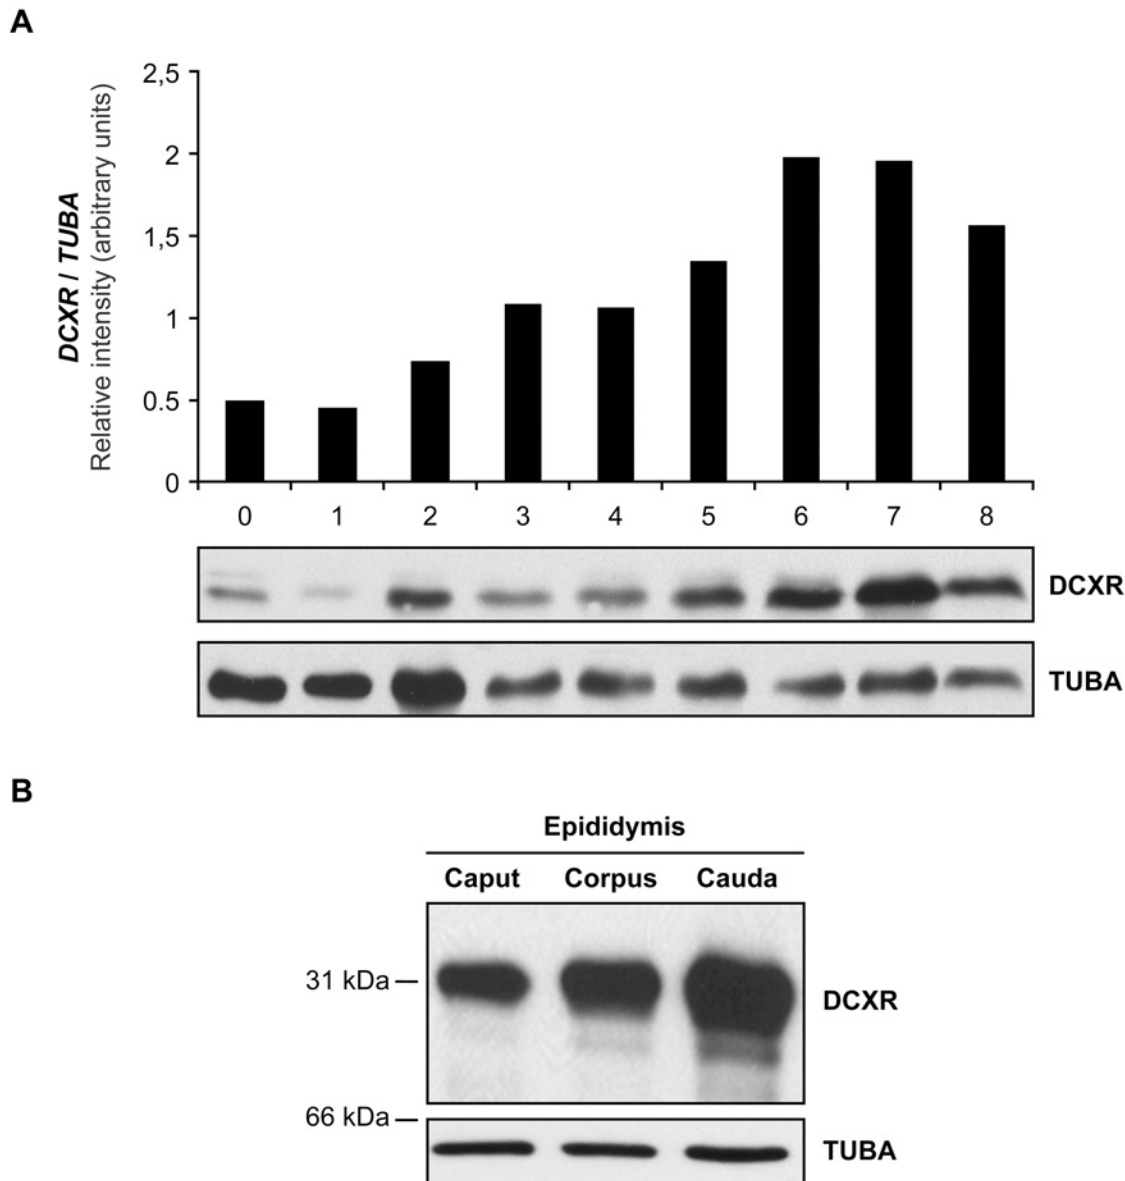 A
DCXR / TUBA
Relative intensity (arbitrary units)
2,5
2
1,5
1
0.5
0
0 1 2 3 4 5 6 7 8
DCXR
TUBA
B
Epididymis
Caput Corpus Cauda
31 kDa
DCXR
66 kDa
TUBA